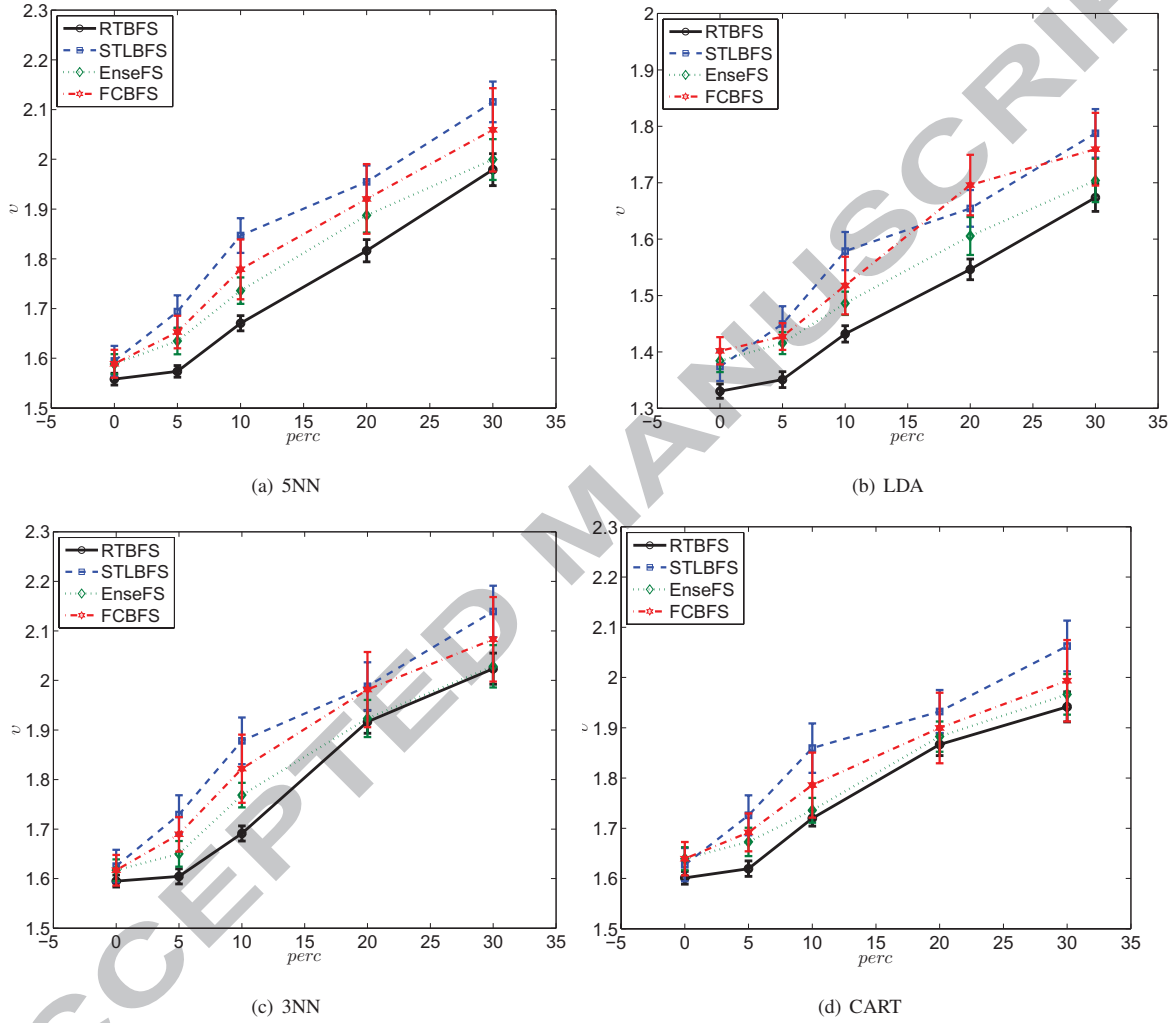 2.3
2.2
2.1
2
1.9
1.8
1.7
1.6
1.5
v
RTBFS
STLBFS
EnseFS
FCBFS
−5 0 5 10 15 20 25 30 35
perc
(a) 5NN
2
1.9
1.8
1.7
1.6
1.5
1.4
1.3
v
RTBFS
STLBFS
EnseFS
FCBFS
−5 0 5 10 15 20 25 30 35
perc
(b) LDA
2.3
2.2
2.1
2
1.9
1.8
1.7
1.6
1.5
v
RTBFS
STLBFS
EnseFS
FCBFS
−5 0 5 10 15 20 25 30 35
perc
(c) 3NN
2.3
2.2
2.1
2
1.9
1.8
1.7
1.6
1.5
RTBFS
STLBFS
EnseFS
FCBFS
−5 0 5 10 15 20 25 30 35
perc
(d) CART
CCEPTED MANUSCRIP